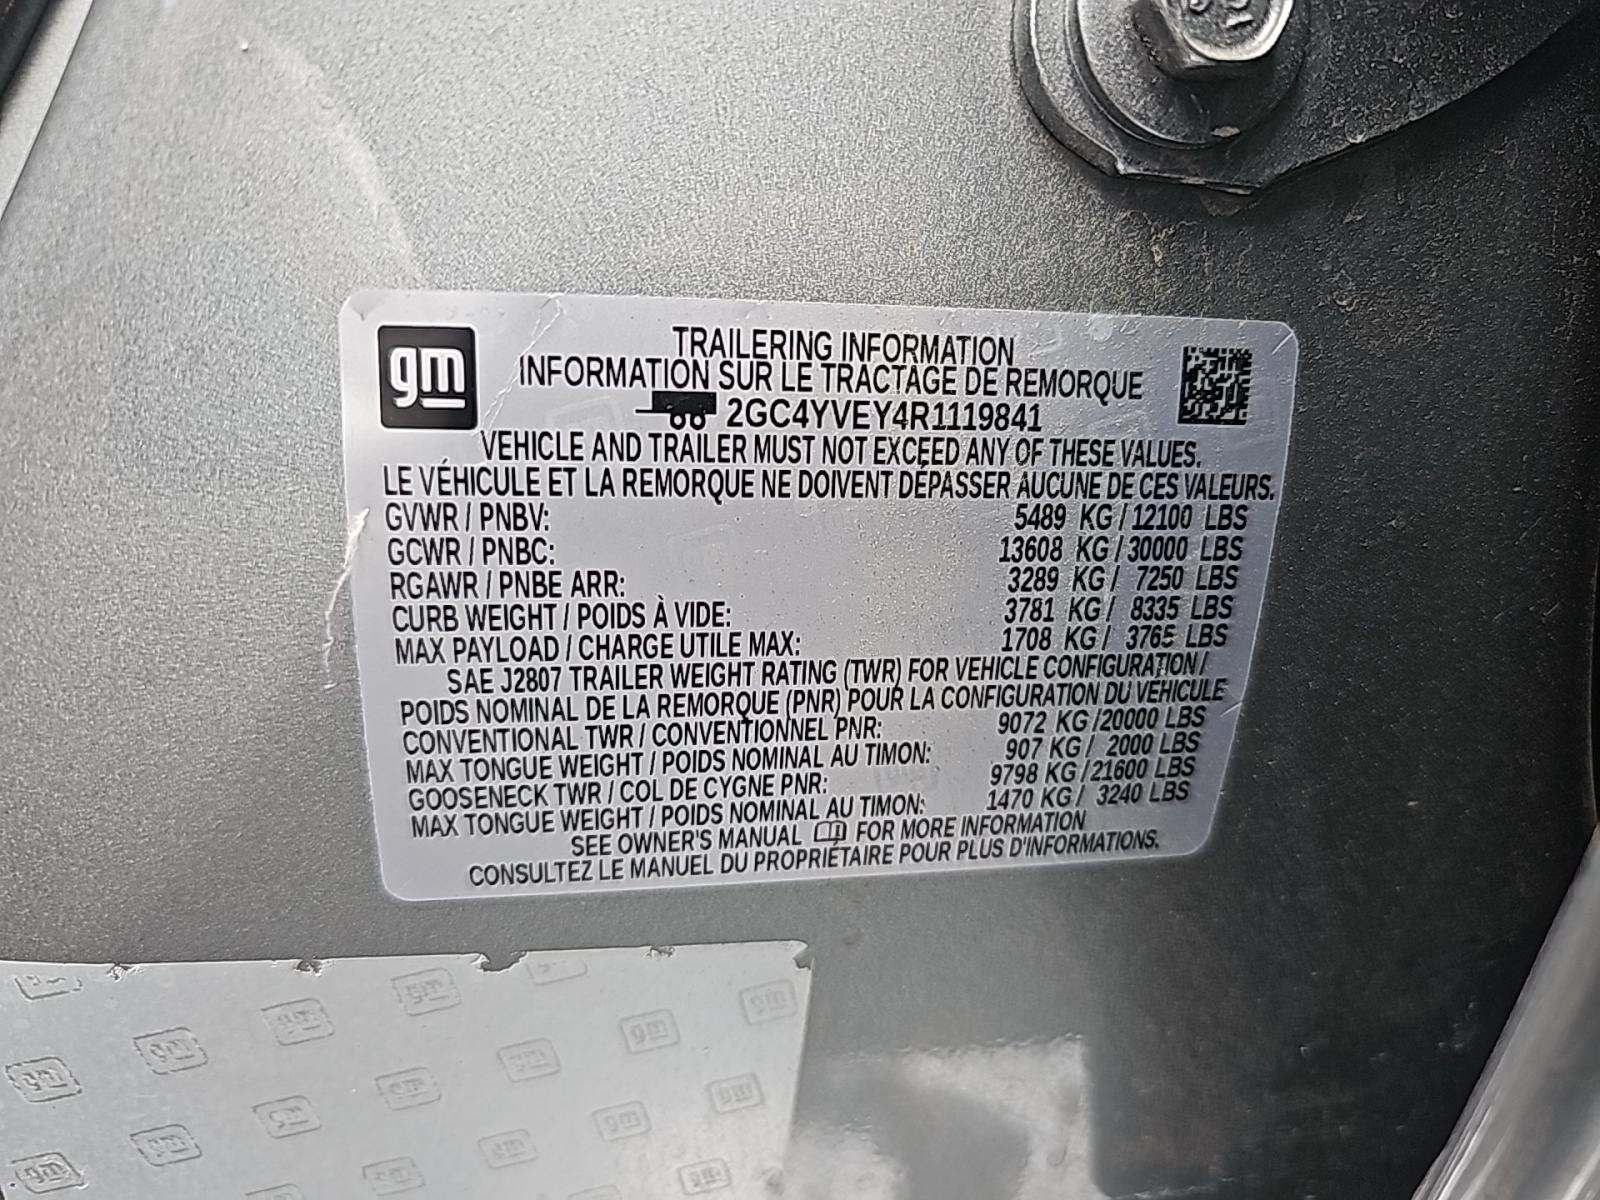 gm
TRAILERING INFORMATION
INFORMATION SUR LE TRACTAGE DE REMORQUE
2GC4YVEY4R1119841
VEHICLE AND TRAILER MUST NOT EXCEED ANY OF THESE VALUES.
LE VÉHICULE ET LA REMORQUE NE DOIVENT DÉPASSER AUCUNE DE CES VALEURS.
GVWR / PNBV: 5489 KG / 12100 LBS
GCWR / PNBC: 13608 KG / 30000 LBS
RGAWR / PNBE ARR: 3289 KG / 7250 LBS
CURB WEIGHT / POIDS À VIDE: 3781 KG / 8335 LBS
MAX PAYLOAD / CHARGE UTILE MAX: 1708 KG / 3765 LBS
SAE J2807 TRAILER WEIGHT RATING (TWR) FOR VEHICLE CONFIGURATION /
POIDS NOMINAL DE LA REMORQUE (PNR) POUR LA CONFIGURATION DU VÉHICULE
CONVENTIONAL TWR / CONVENTIONNEL PNR: 9072 KG / 20000 LBS
MAX TONGUE WEIGHT / POIDS NOMINAL AU TIMON: 907 KG / 2000 LBS
GOOSENECK TWR / COL DE CYGNE PNR: 9798 KG / 21600 LBS
MAX TONGUE WEIGHT / POIDS NOMINAL AU TIMON: 1470 KG / 3240 LBS
SEE OWNER'S MANUAL FOR MORE INFORMATION
CONSULTEZ LE MANUEL DU PROPRIÉTAIRE POUR PLUS D'INFORMATIONS.
gm
gm
gm
gm
gm
gm
gm